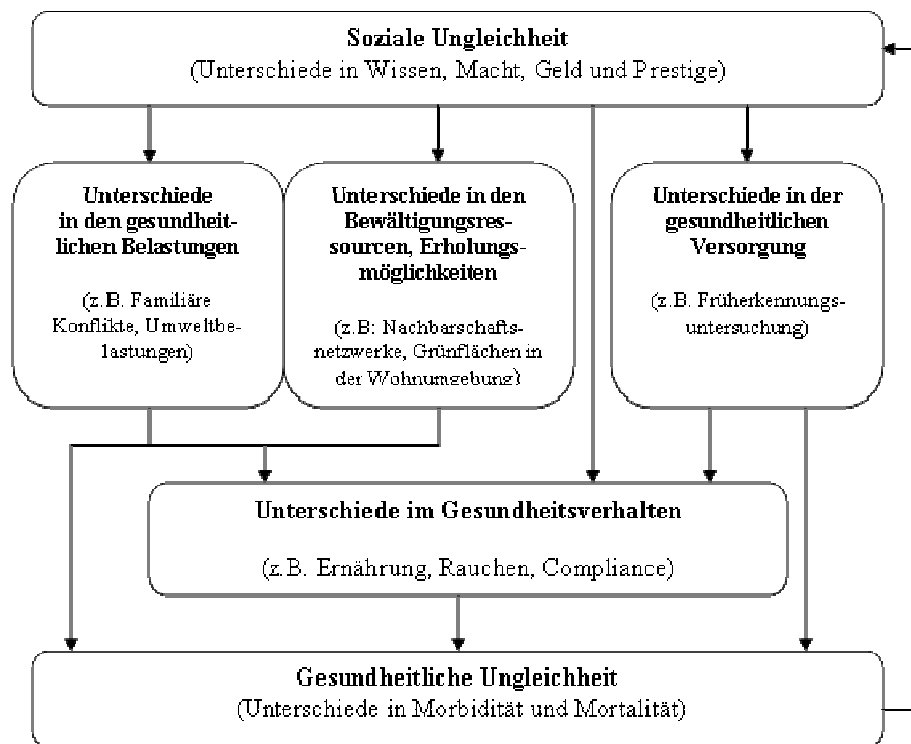 Soziale Ungleichheit
(Unterschiede in Wissen, Macht, Geld und Prestige)
Unterschiede
in den gesundheit-
lichen Belastungen
(z.B. Familiäre
Konflikte, Umweltbe-
lastungen)
Unterschiede in den
Bewältigungsres-
sourcen, Erholungs-
möglichkeiten
(z.B: Nachbarschafts-
netzwerke, Grünflächen in
der Wohnumgebung)
Unterschiede in der
gesundheitlichen
Versorgung
(z.B. Früherkennungs-
untersuchung)
Unterschiede im Gesundheitsverhalten
(z.B. Ernährung, Rauchen, Compliance)
Gesundheitliche Ungleichheit
(Unterschiede in Morbidität und Mortalität)